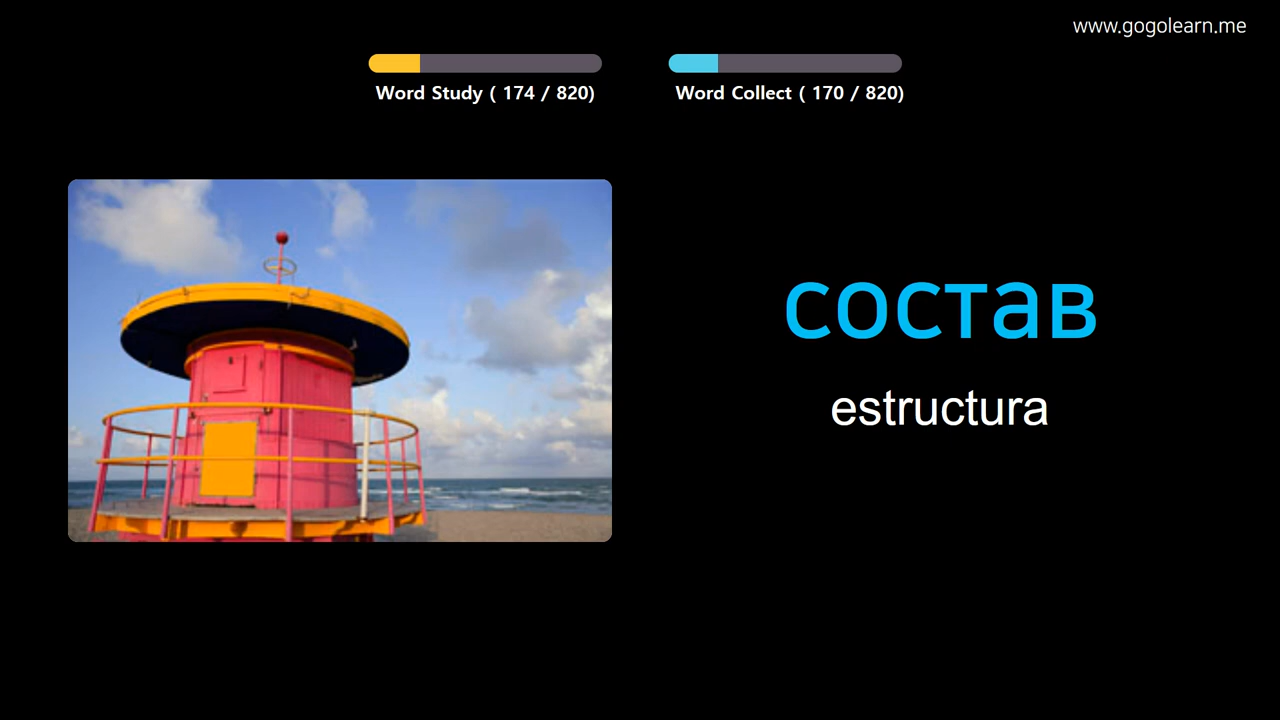 www.gogolearn.me
Word Study ( 174 / 820)
Word Collect ( 170 / 820)
состав
estructura